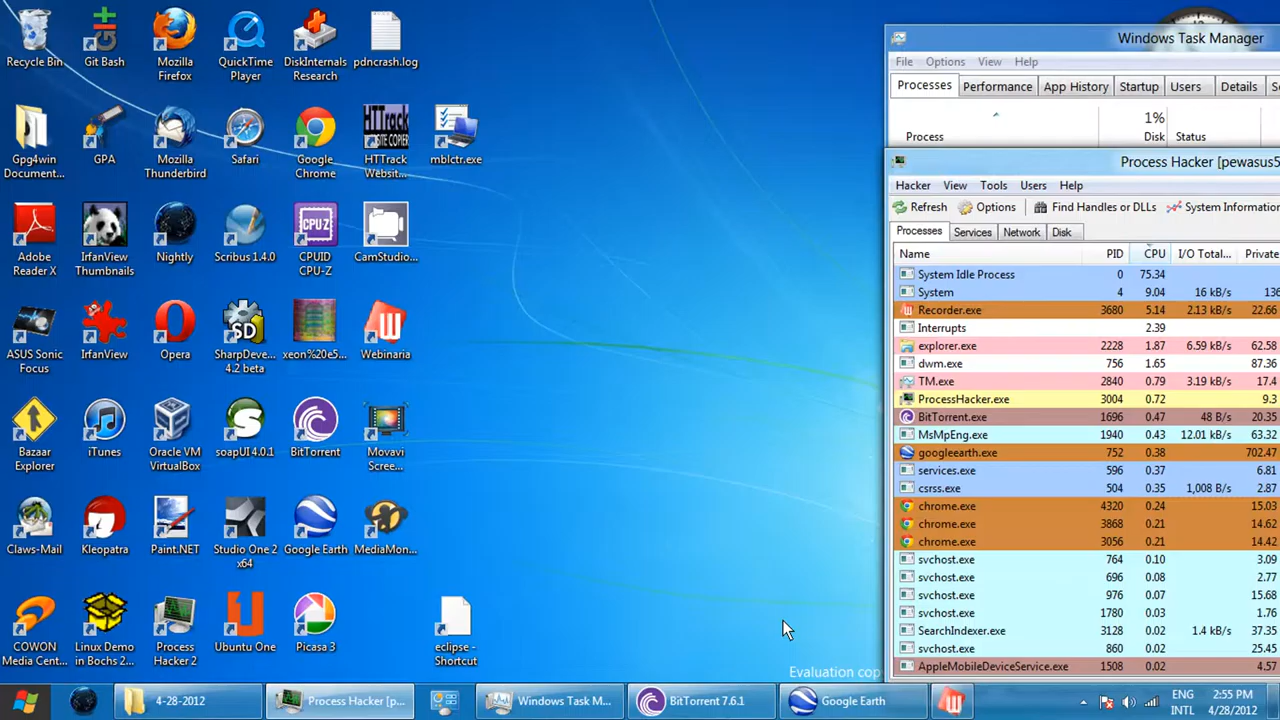 Recycle Bin
Git Bash
Mozilla
Firefox
QuickTime
Player
DiskInternals
Research
pdncrash.log
Gpg4win
Document...
GPA
Mozilla
Thunderbird
Safari
Google
Chrome
HTTrack
SITE COPIER
HTTrack
Websit...
mblctr.exe
Adobe
Reader X
IrfanView
Thumbnails
Nightly
Scribus 1.4.0
CPU-Z
CPUID
CPU-Z
CamStudio...
ASUS Sonic
Focus
IrfanView
Opera
SD
SharpDeve...
4.2 beta
xeon%20e5...
Webinaria
Bazaar
Explorer
iTunes
Oracle VM
VirtualBox
soapUI 4.0.1
BitTorrent
Movavi
Scree...
Claws-Mail
Kleopatra
Paint.NET
Studio One 2
x64
Google Earth
MediaMon...
COWON
Media Cent...
Linux Demo
in Bochs 2...
Process
Hacker 2
Ubuntu One
Picasa 3
eclipse -
Shortcut
Windows Task Manager
File Options View Help
Processes Performance App History Startup Users Details
1%
Process Disk Status
Process Hacker [pewasus5
Hacker View Tools Users Help
Refresh Options Find Handles or DLLs System Information
Processes Services Network Disk
Name PID CPU I/O Total... Private
System Idle Process 0 75.34
System 4 9.04 16 kB/s 136
Recorder.exe 3680 5.14 2.13 kB/s 22.66
Interrupts 2.39
explorer.exe 2228 1.87 6.59 kB/s 62.58
dwm.exe 756 1.65 87.36
TM.exe 2840 0.79 3.19 kB/s 17.4
ProcessHacker.exe 3004 0.72 9.3
BitTorrent.exe 1696 0.47 48 B/s 20.35
MsMpEng.exe 1940 0.43 12.01 kB/s 63.32
googleearth.exe 752 0.38 702.47
services.exe 596 0.37 6.81
csrss.exe 504 0.35 1,008 B/s 2.87
chrome.exe 4320 0.24 15.03
chrome.exe 3868 0.21 14.62
chrome.exe 3056 0.21 14.42
svchost.exe 764 0.10 3.09
svchost.exe 696 0.08 2.77
svchost.exe 976 0.07 15.68
svchost.exe 1780 0.03 1.76
SearchIndexer.exe 3128 0.02 1.4 kB/s 37.35
svchost.exe 860 0.02 25.45
AppleMobileDeviceService.exe 1508 0.02 4.57
Evaluation cop
4-28-2012
Process Hacker [p...
Windows Task M...
BitTorrent 7.6.1
Google Earth
ENG
INTL
2:55 PM
4/28/2012